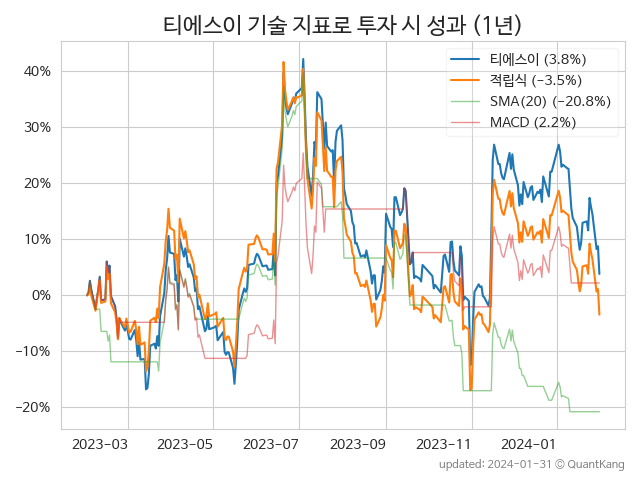 티에스이 기술 지표로 투자 시 성과 (1년)
티에스이 (3.8%)
적립식 (-3.5%)
SMA(20) (-20.8%)
MACD (2.2%)
40%
30%
20%
10%
0%
-10%
-20%
2023-03
2023-05
2023-07
2023-09
2023-11
2024-01
updated: 2024-01-31 © QuantKang